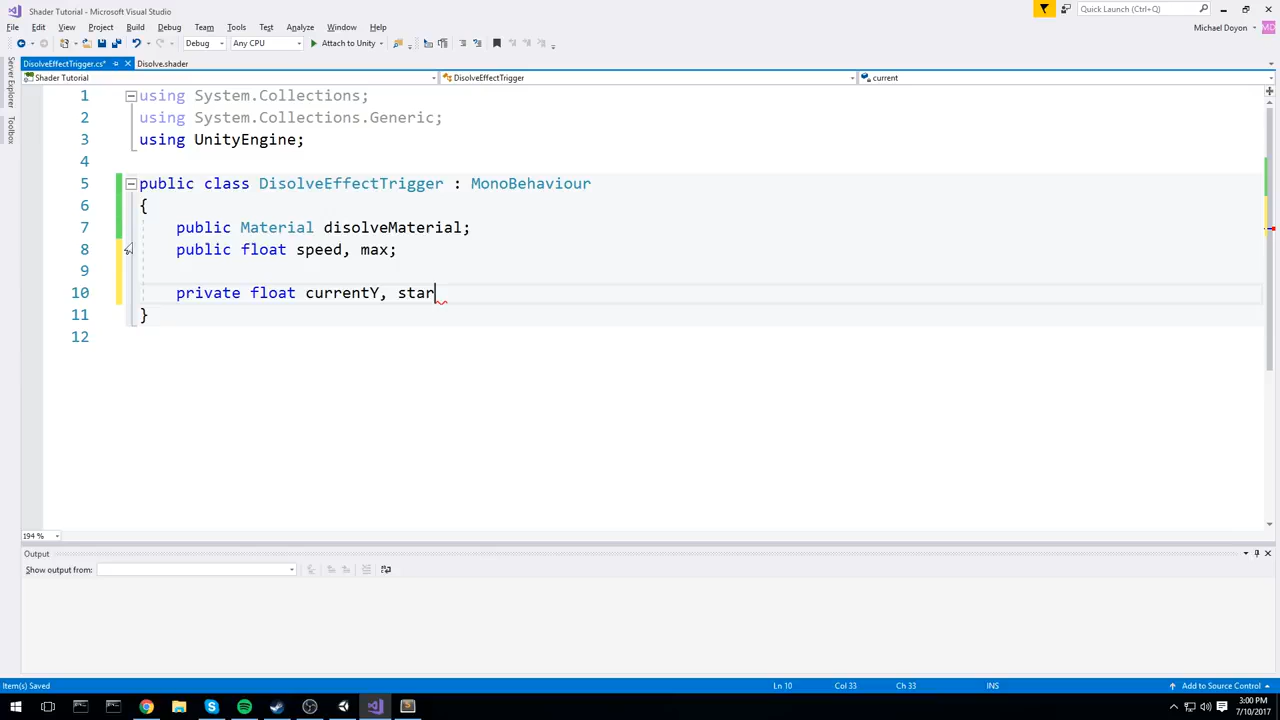 Shader Tutorial - Microsoft Visual Studio
Quick Launch (Ctrl+Q)
File Edit View Project Build Debug Team Tools Test Analyze Window Help
Michael Doyon MD
Debug Any CPU Attach to Unity
DisolveEffectTrigger.cs* Disolve.shader
Shader Tutorial DisolveEffectTrigger current
Server Explorer
Toolbox
1 using System.Collections;
2 using System.Collections.Generic;
3 using UnityEngine;
4
5 public class DisolveEffectTrigger : MonoBehaviour
6 {
7 public Material disolveMaterial;
8 public float speed, max;
9
10 private float currentY, star
11 }
12
194 %
Output
Show output from:
Item(s) Saved Ln 10 Col 33 Ch 33 INS Add to Source Control
3:00 PM
7/10/2017